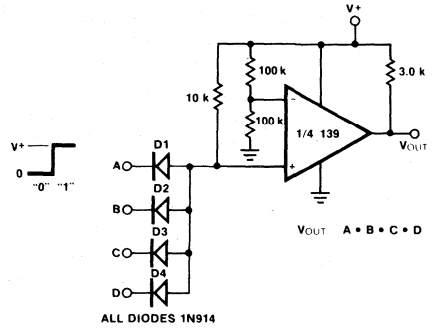 V+
100 k
3.0 k
10 k
100 k
−
1/4 139
+
VOUT
V+
0
"0" "1"
D1
A
D2
B
D3
C
D4
D
VOUT A • B • C • D
ALL DIODES 1N914